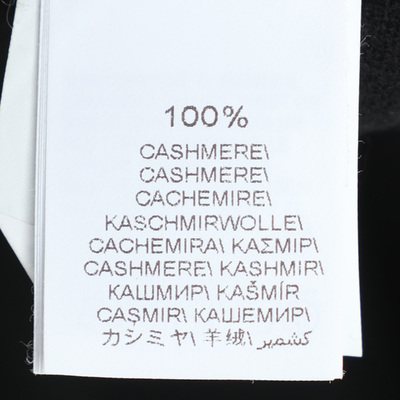 100%
CASHMERE\
CASHMERE\
CACHEMIRE\
KASCHMIRWOLLE\
CACHEMIRA\ ΚΑΣΜΙΡ\
CASHMERE\ KASHMIR\
КАШМИР\ KAŠMÍR
CAŞMIR\ КАШЕМИР\
カシミヤ\ 羊绒\ كشمير